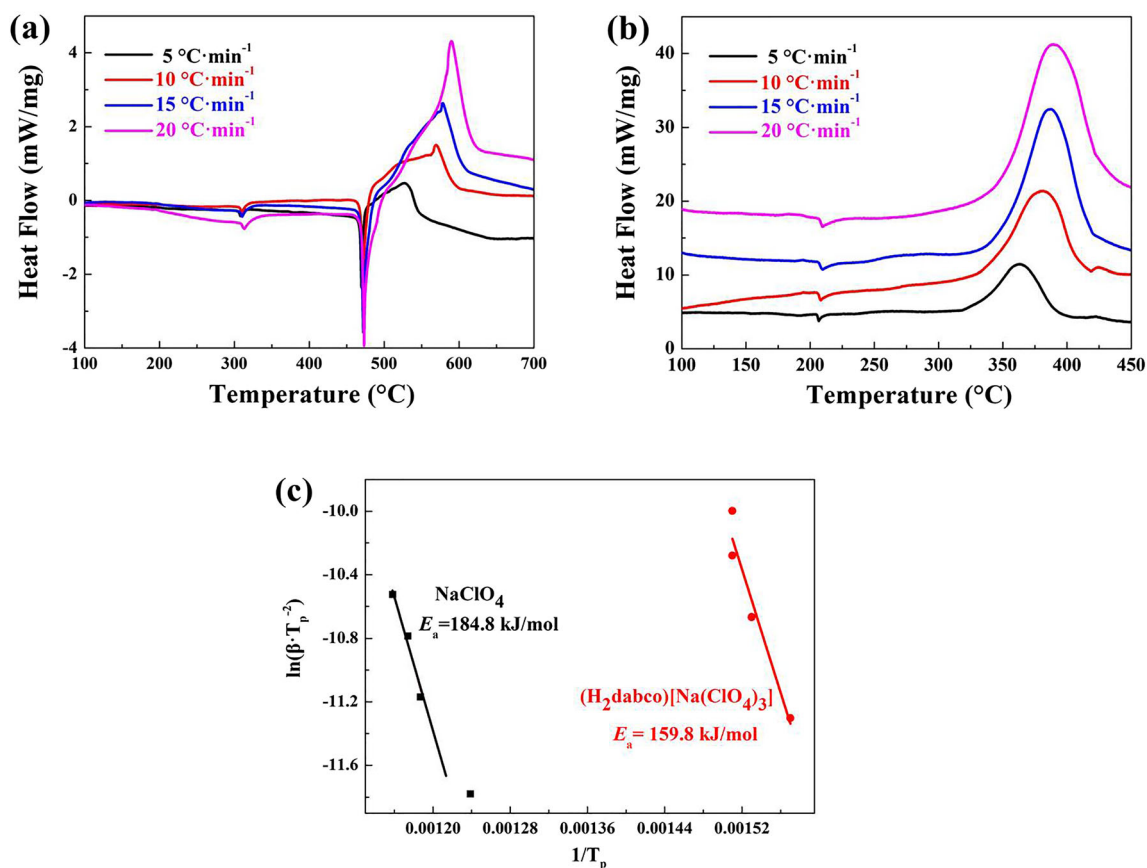 (a)
5 °C·min⁻¹
10 °C·min⁻¹
15 °C·min⁻¹
20 °C·min⁻¹
Heat Flow (mW/mg)
4
2
0
-2
-4
100 200 300 400 500 600 700
Temperature (°C)
(b)
5 °C·min⁻¹
10 °C·min⁻¹
15 °C·min⁻¹
20 °C·min⁻¹
Heat Flow (mW/mg)
40
30
20
10
0
100 150 200 250 300 350 400 450
Temperature (°C)
(c)
ln(β·Tₚ⁻²)
-10.0
-10.4
-10.8
-11.2
-11.6
NaClO₄
Eₐ=184.8 kJ/mol
(H₂dabco)[Na(ClO₄)₃]
Eₐ= 159.8 kJ/mol
0.00120 0.00128 0.00136 0.00144 0.00152
1/Tₚ